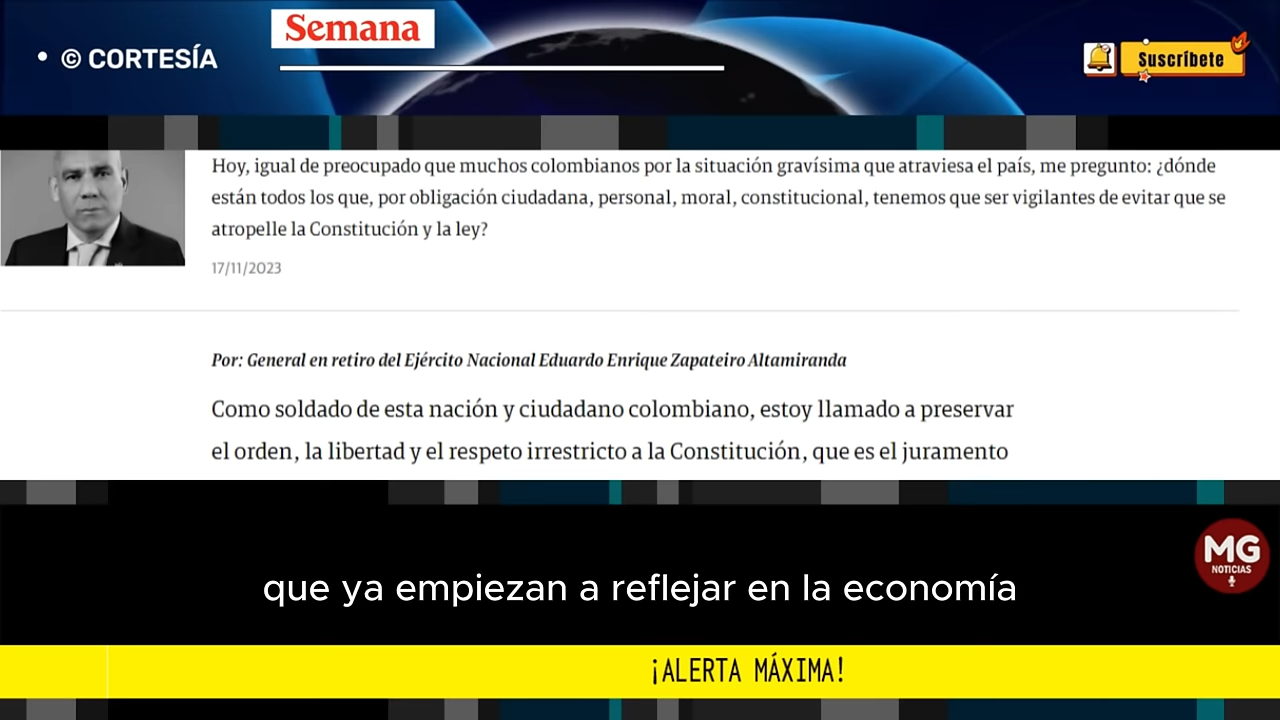 Semana
• © CORTESÍA
Suscríbete
Hoy, igual de preocupado que muchos colombianos por la situación gravísima que atraviesa el país, me pregunto: ¿dónde
están todos los que, por obligación ciudadana, personal, moral, constitucional, tenemos que ser vigilantes de evitar que se
atropelle la Constitución y la ley?
17/11/2023
Por: General en retiro del Ejército Nacional Eduardo Enrique Zapateiro Altamiranda
Como soldado de esta nación y ciudadano colombiano, estoy llamado a preservar
el orden, la libertad y el respeto irrestricto a la Constitución, que es el juramento
MG
NOTICIAS
que ya empiezan a reflejar en la economía
¡ALERTA MÁXIMA!